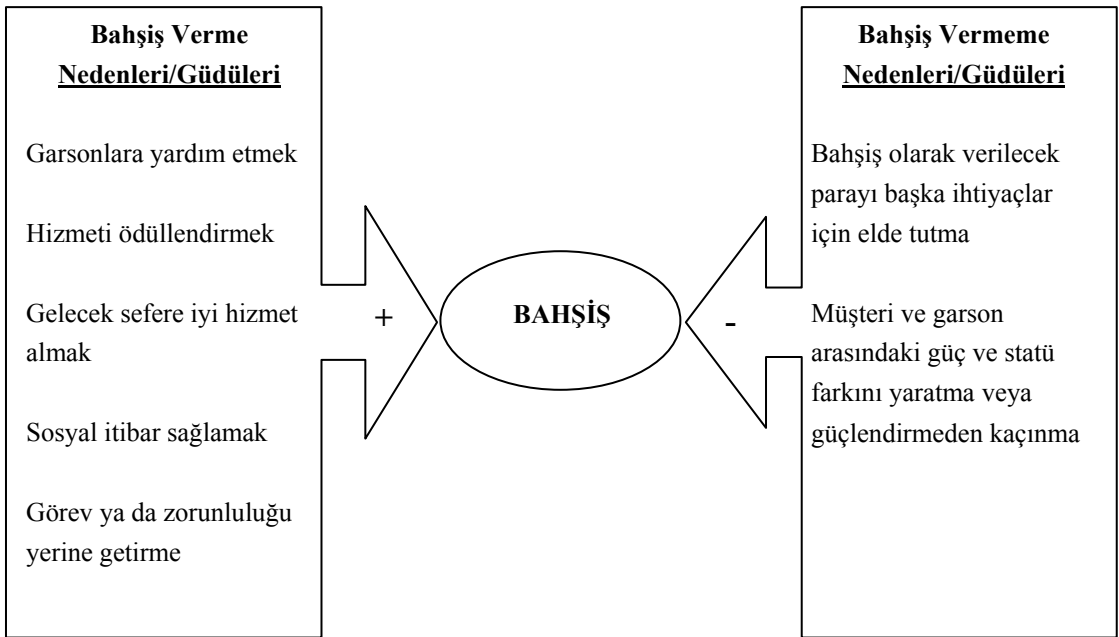 Bahşiş Verme
Nedenleri/Güdüleri
Garsonlara yardım etmek
Hizmeti ödüllendirmek
Gelecek sefere iyi hizmet
almak
Sosyal itibar sağlamak
Görev ya da zorunluluğu
yerine getirme
+
BAHŞİŞ
-
Bahşiş Vermeme
Nedenleri/Güdüleri
Bahşiş olarak verilecek
parayı başka ihtiyaçlar
için elde tutma
Müşteri ve garson
arasındaki güç ve statü
farkını yaratma veya
güçlendirmeden kaçınma